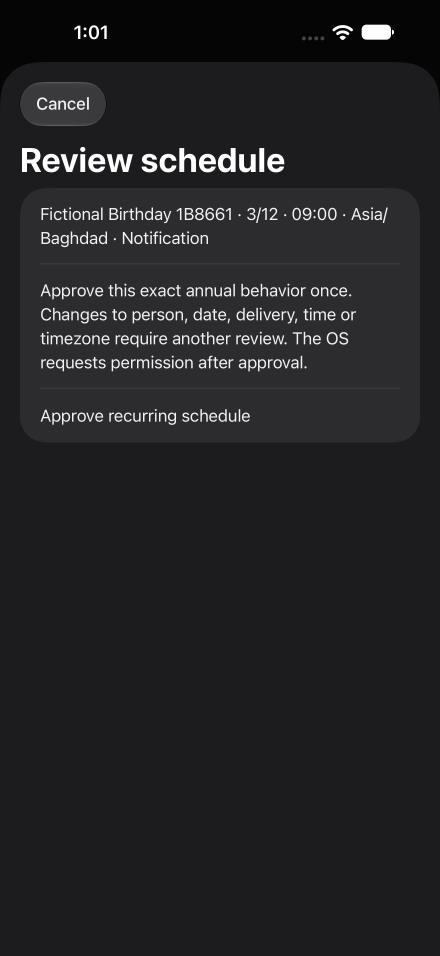 1:01
Cancel
Review schedule
Fictional Birthday 1B8661 · 3/12 · 09:00 · Asia/
Baghdad · Notification
Approve this exact annual behavior once.
Changes to person, date, delivery, time or
timezone require another review. The OS
requests permission after approval.
Approve recurring schedule